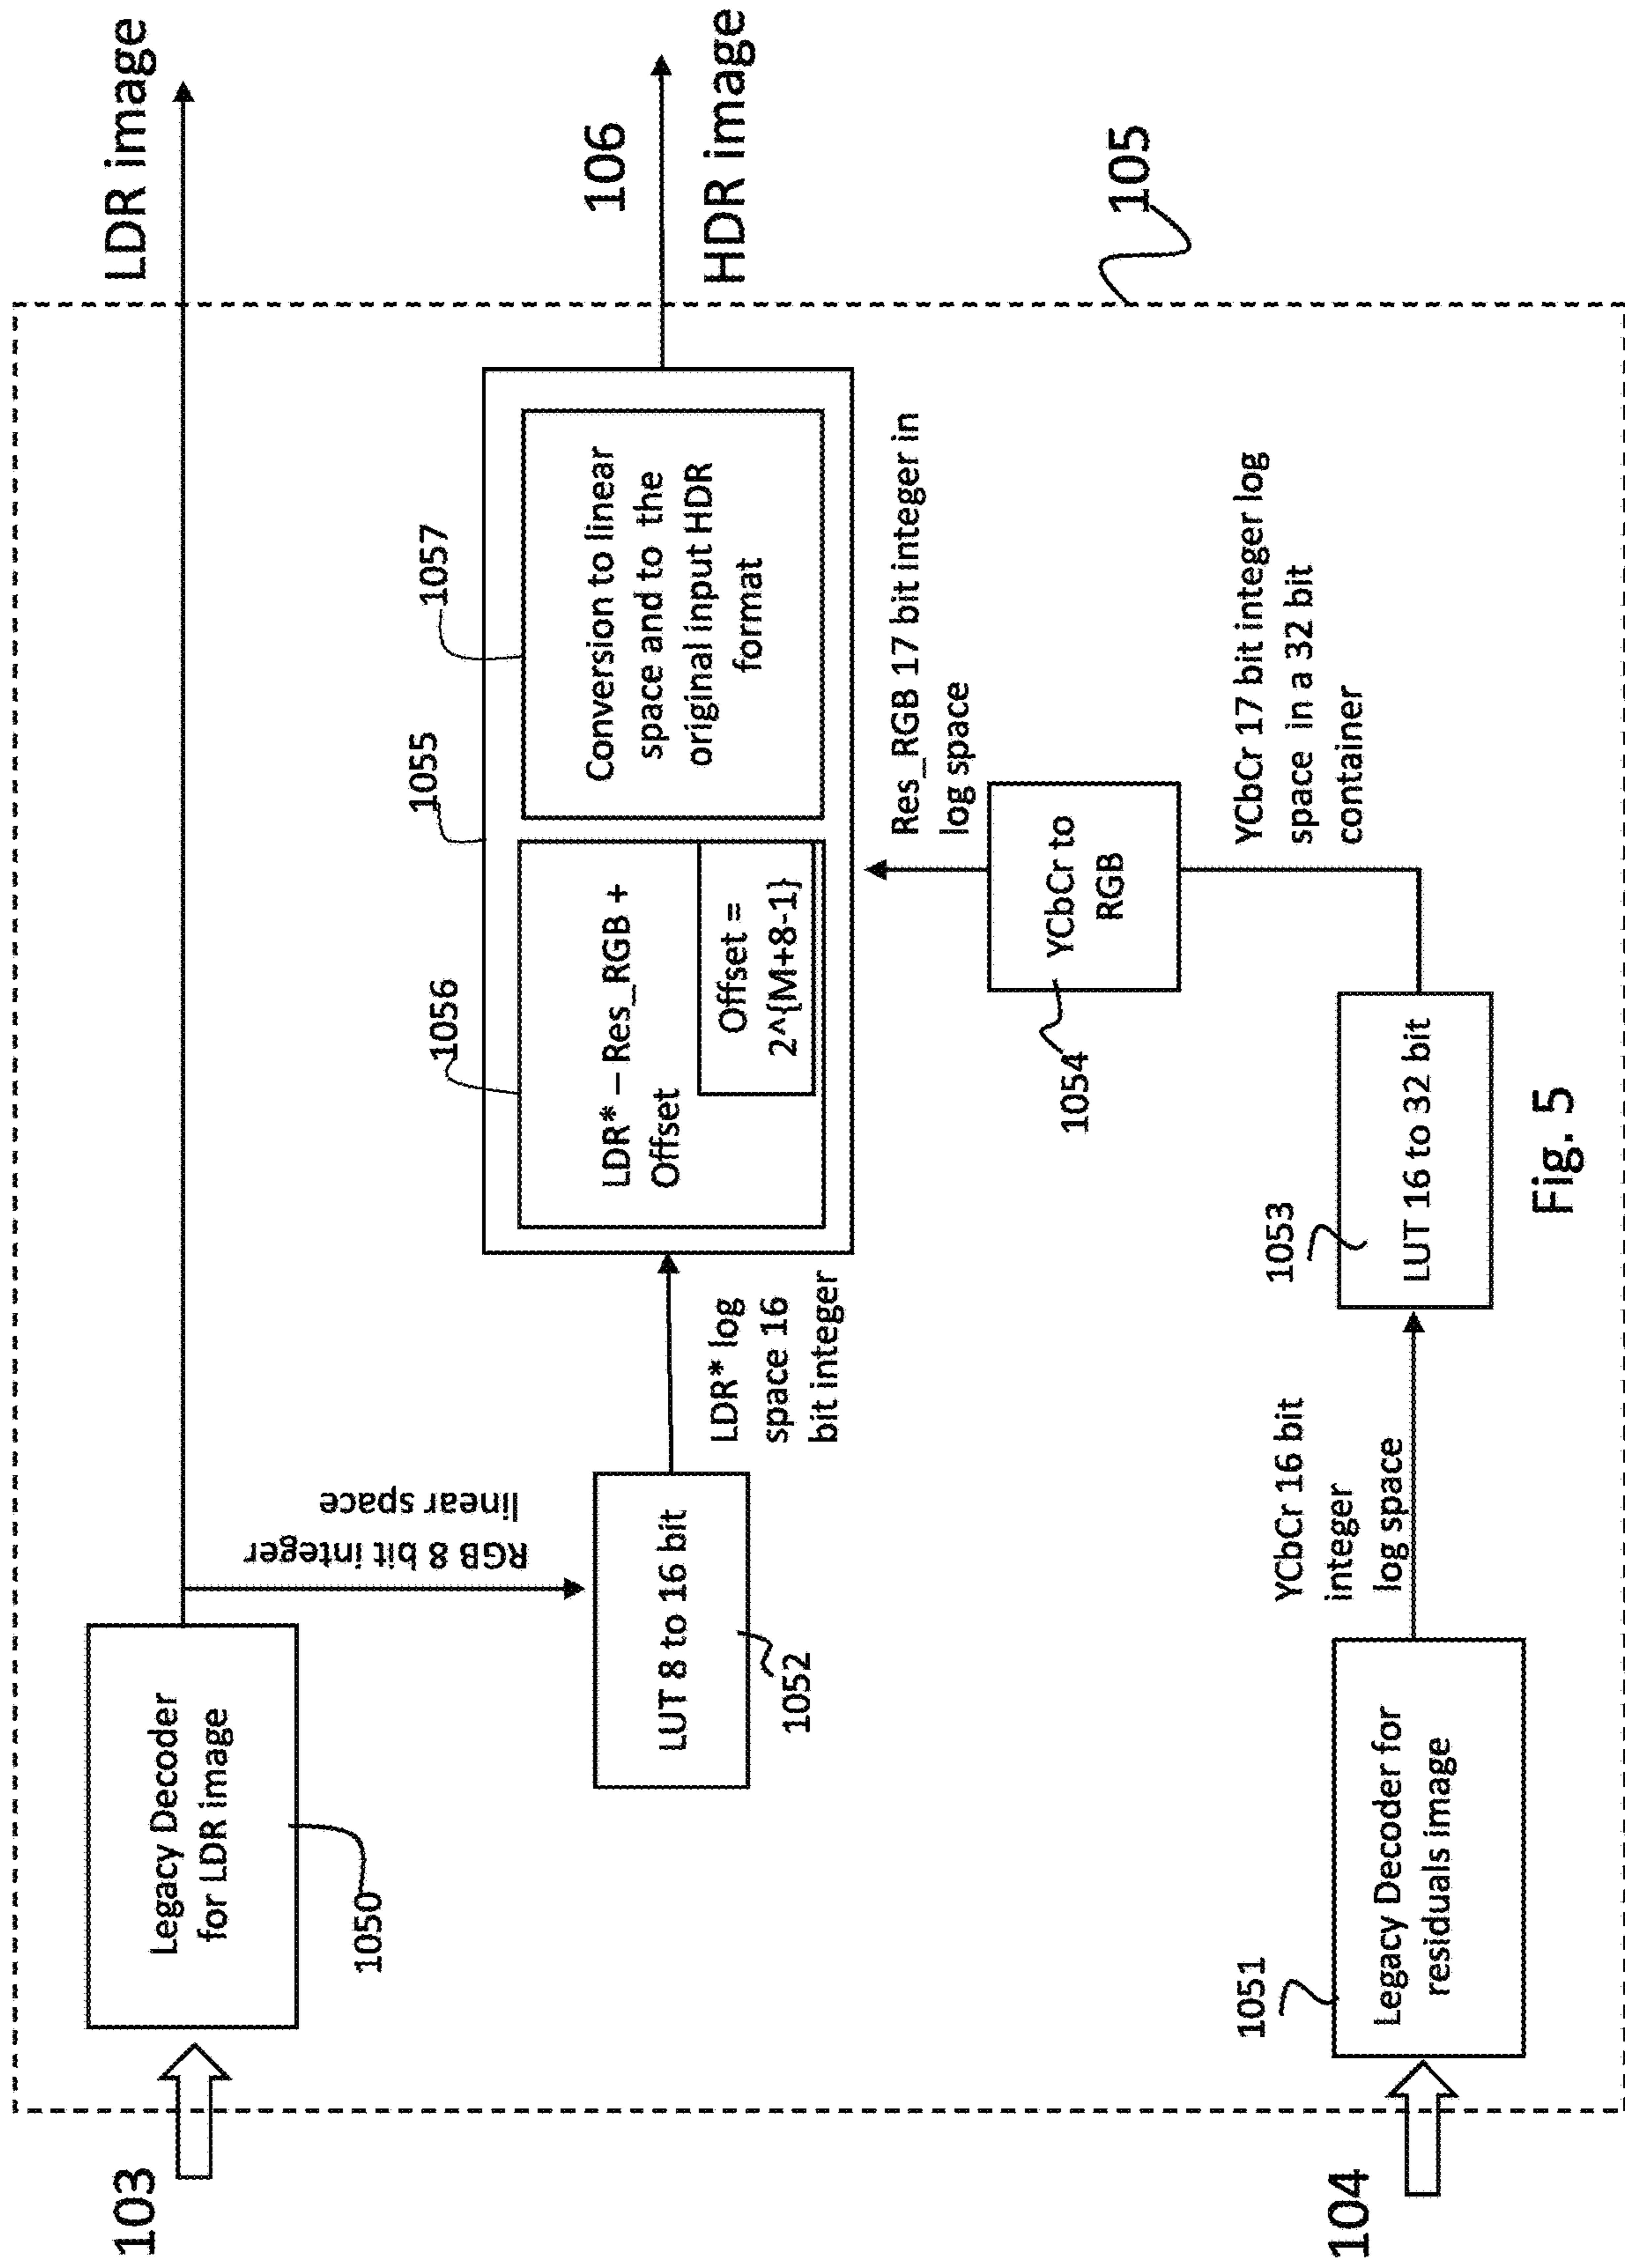 LDR image
103
Legacy Decoder
for LDR image
1050
RGB 8 bit integer
linear space
LUT 8 to 16 bit
1052
LDR* log
space 16
bit integer
1055
1056
LDR* – Res_RGB +
Offset
Offset =
2^{M+8-1}
1057
Conversion to linear
space and to the
original input HDR
format
106
HDR image
Res_RGB 17 bit integer in
log space
YCbCr to
RGB
1054
105
YCbCr 17 bit integer log
space in a 32 bit
container
104
1051
Legacy Decoder for
residuals image
YCbCr 16 bit
integer
log space
1053
LUT 16 to 32 bit
Fig. 5